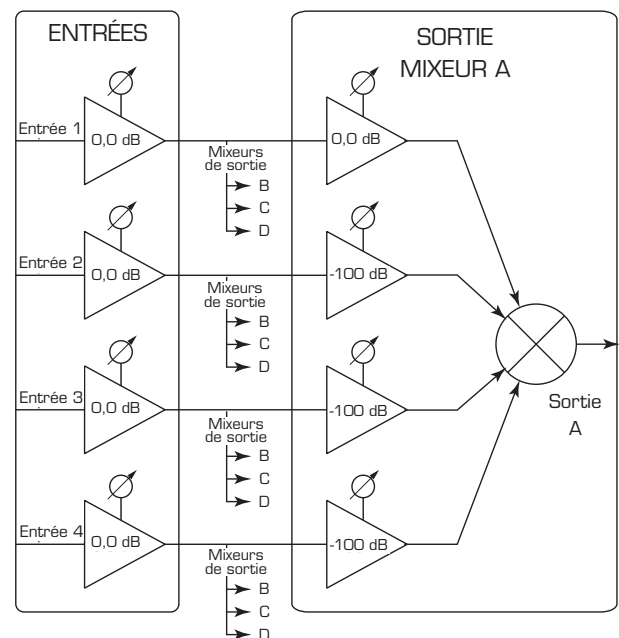 ENTRÉES
SORTIE
MIXEUR A
Entrée 1
0,0 dB
Mixeurs
de sortie
B
C
D
0,0 dB
Entrée 2
0,0 dB
Mixeurs
de sortie
B
C
D
-100 dB
Entrée 3
0,0 dB
Mixeurs
de sortie
B
C
D
-100 dB
Sortie
A
Entrée 4
0,0 dB
Mixeurs
de sortie
B
C
D
-100 dB